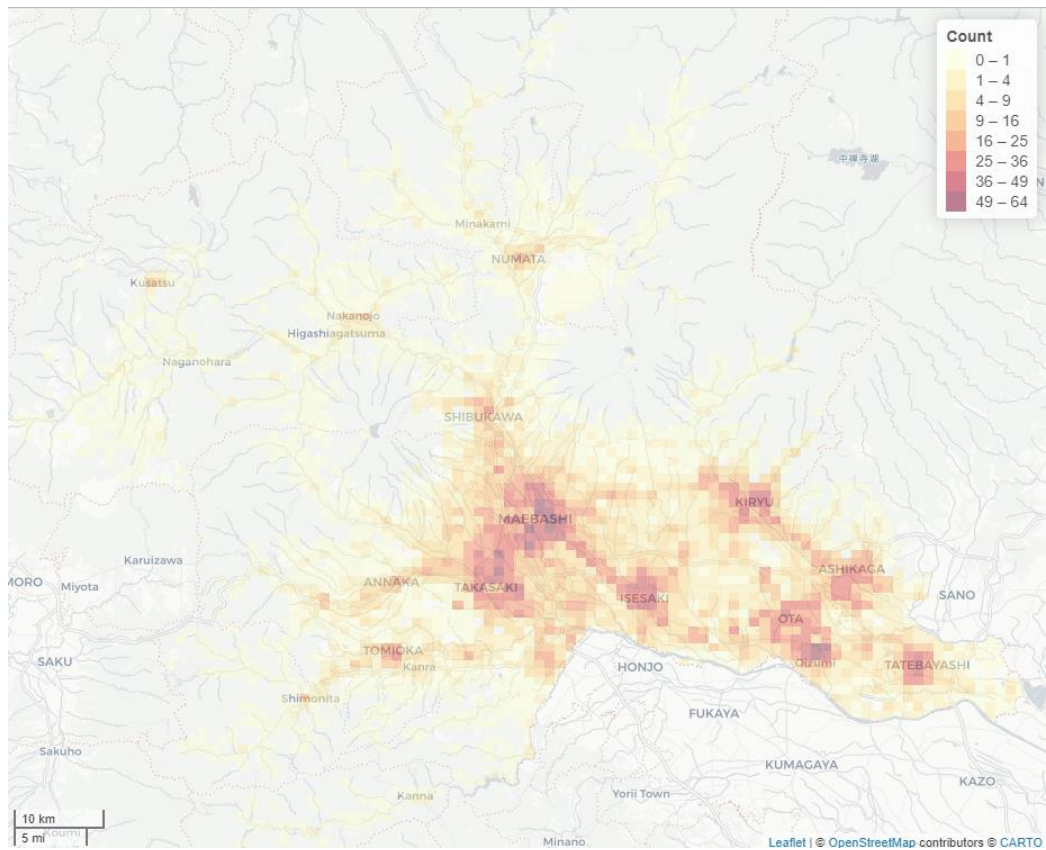 Count
0 – 1
1 – 4
4 – 9
9 – 16
16 – 25
25 – 36
36 – 49
49 – 64
中禅寺湖
Minakami
NUMATA
Kusatsu
Nakanojo
Higashiagatsuma
Naganohara
SHIBUKAWA
KIRYU
MAEBASHI
Karuizawa
MORO
Miyota
ANNAKA
TAKASAKI
ASHIKAGA
ISESAKI
SANO
OTA
TOMIOKA
SAKU
Kanra
HONJO
Oizumi
TATEBAYASHI
Shimonita
FUKAYA
Sakuho
KUMAGAYA
KAZO
Kanna
Yorii Town
10 km
5 mi
Koumi
Minano
Leaflet | © OpenStreetMap contributors © CARTO